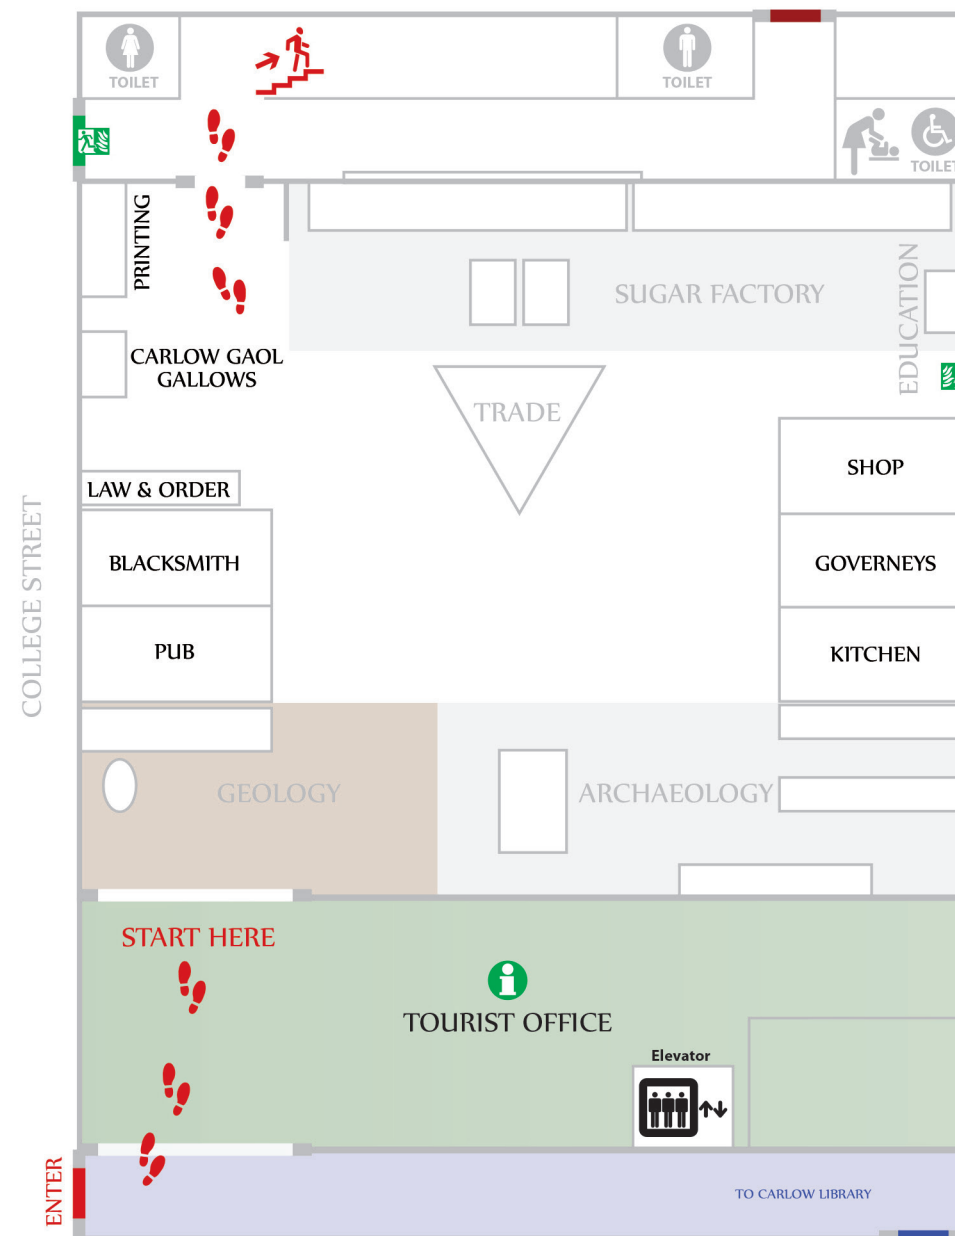 TOILET
TOILET
TOILET
PRINTING
SUGAR FACTORY
EDUCATION
CARLOW GAOL
GALLOWS
TRADE
SHOP
LAW & ORDER
BLACKSMITH
GOVERNEYS
COLLEGE STREET
PUB
KITCHEN
GEOLOGY
ARCHAEOLOGY
START HERE
TOURIST OFFICE
Elevator
ENTER
TO CARLOW LIBRARY